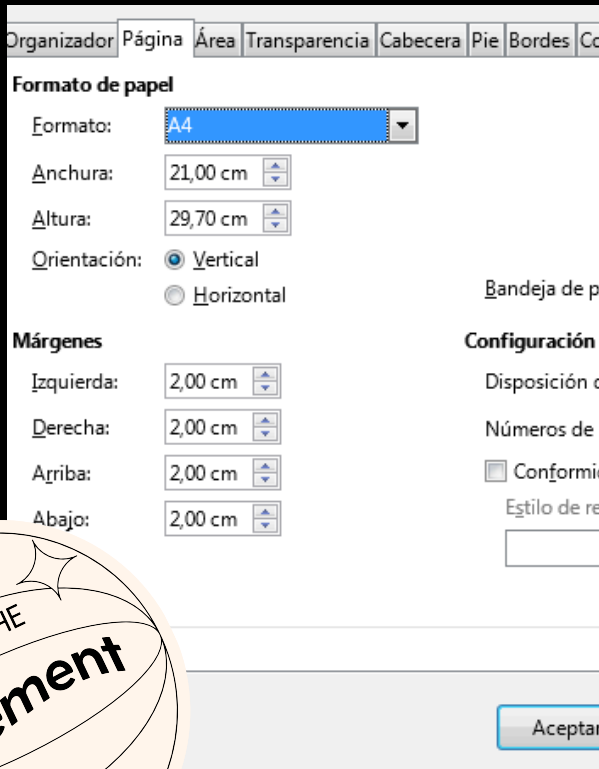 Organizador Página Área Transparencia Cabecera Pie Bordes
Formato de papel
Formato: A4
Anchura: 21,00 cm
Altura: 29,70 cm
Orientación: Vertical
Horizontal
Bandeja de
Márgenes
Configuración
Izquierda: 2,00 cm
Disposición
Derecha: 2,00 cm
Números de
Arriba: 2,00 cm
Abajo: 2,00 cm
Estilo de
Aceptar